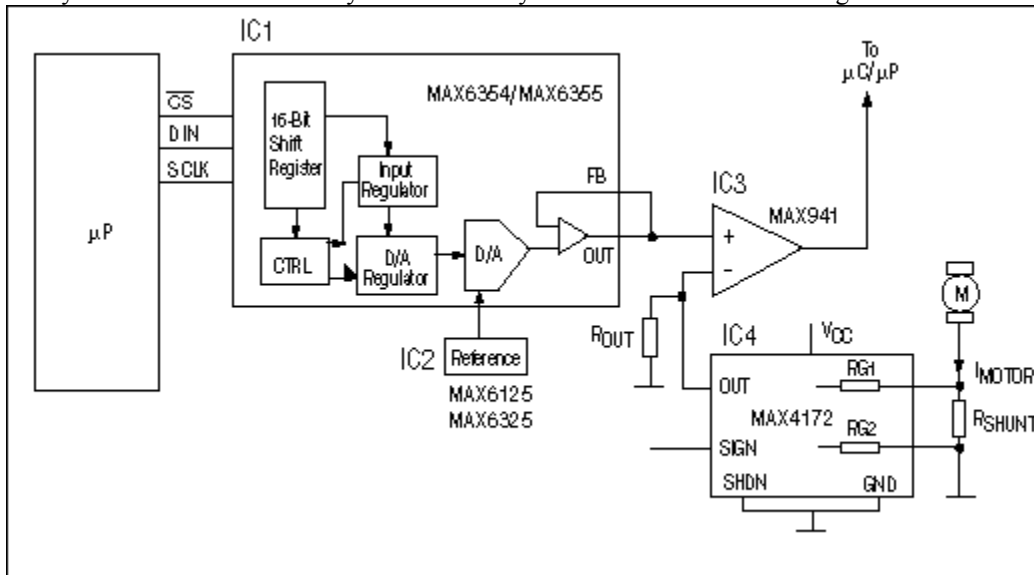 IC1
To
μC/μP
MAX6354/MAX6355
CS
DIN
SCLK
16-Bit
Shift
Register
Input
Regulator
FB
IC3
MAX941
μP
CTRL
D/A
Regulator
D/A
OUT
+
-
M
ROUT
IC4
VCC
IC2
Reference
MAX6125
MAX6325
OUT
RG1
IMOTOR
MAX4172
RSHUNT
SIGN
RG2
SHDN
GND